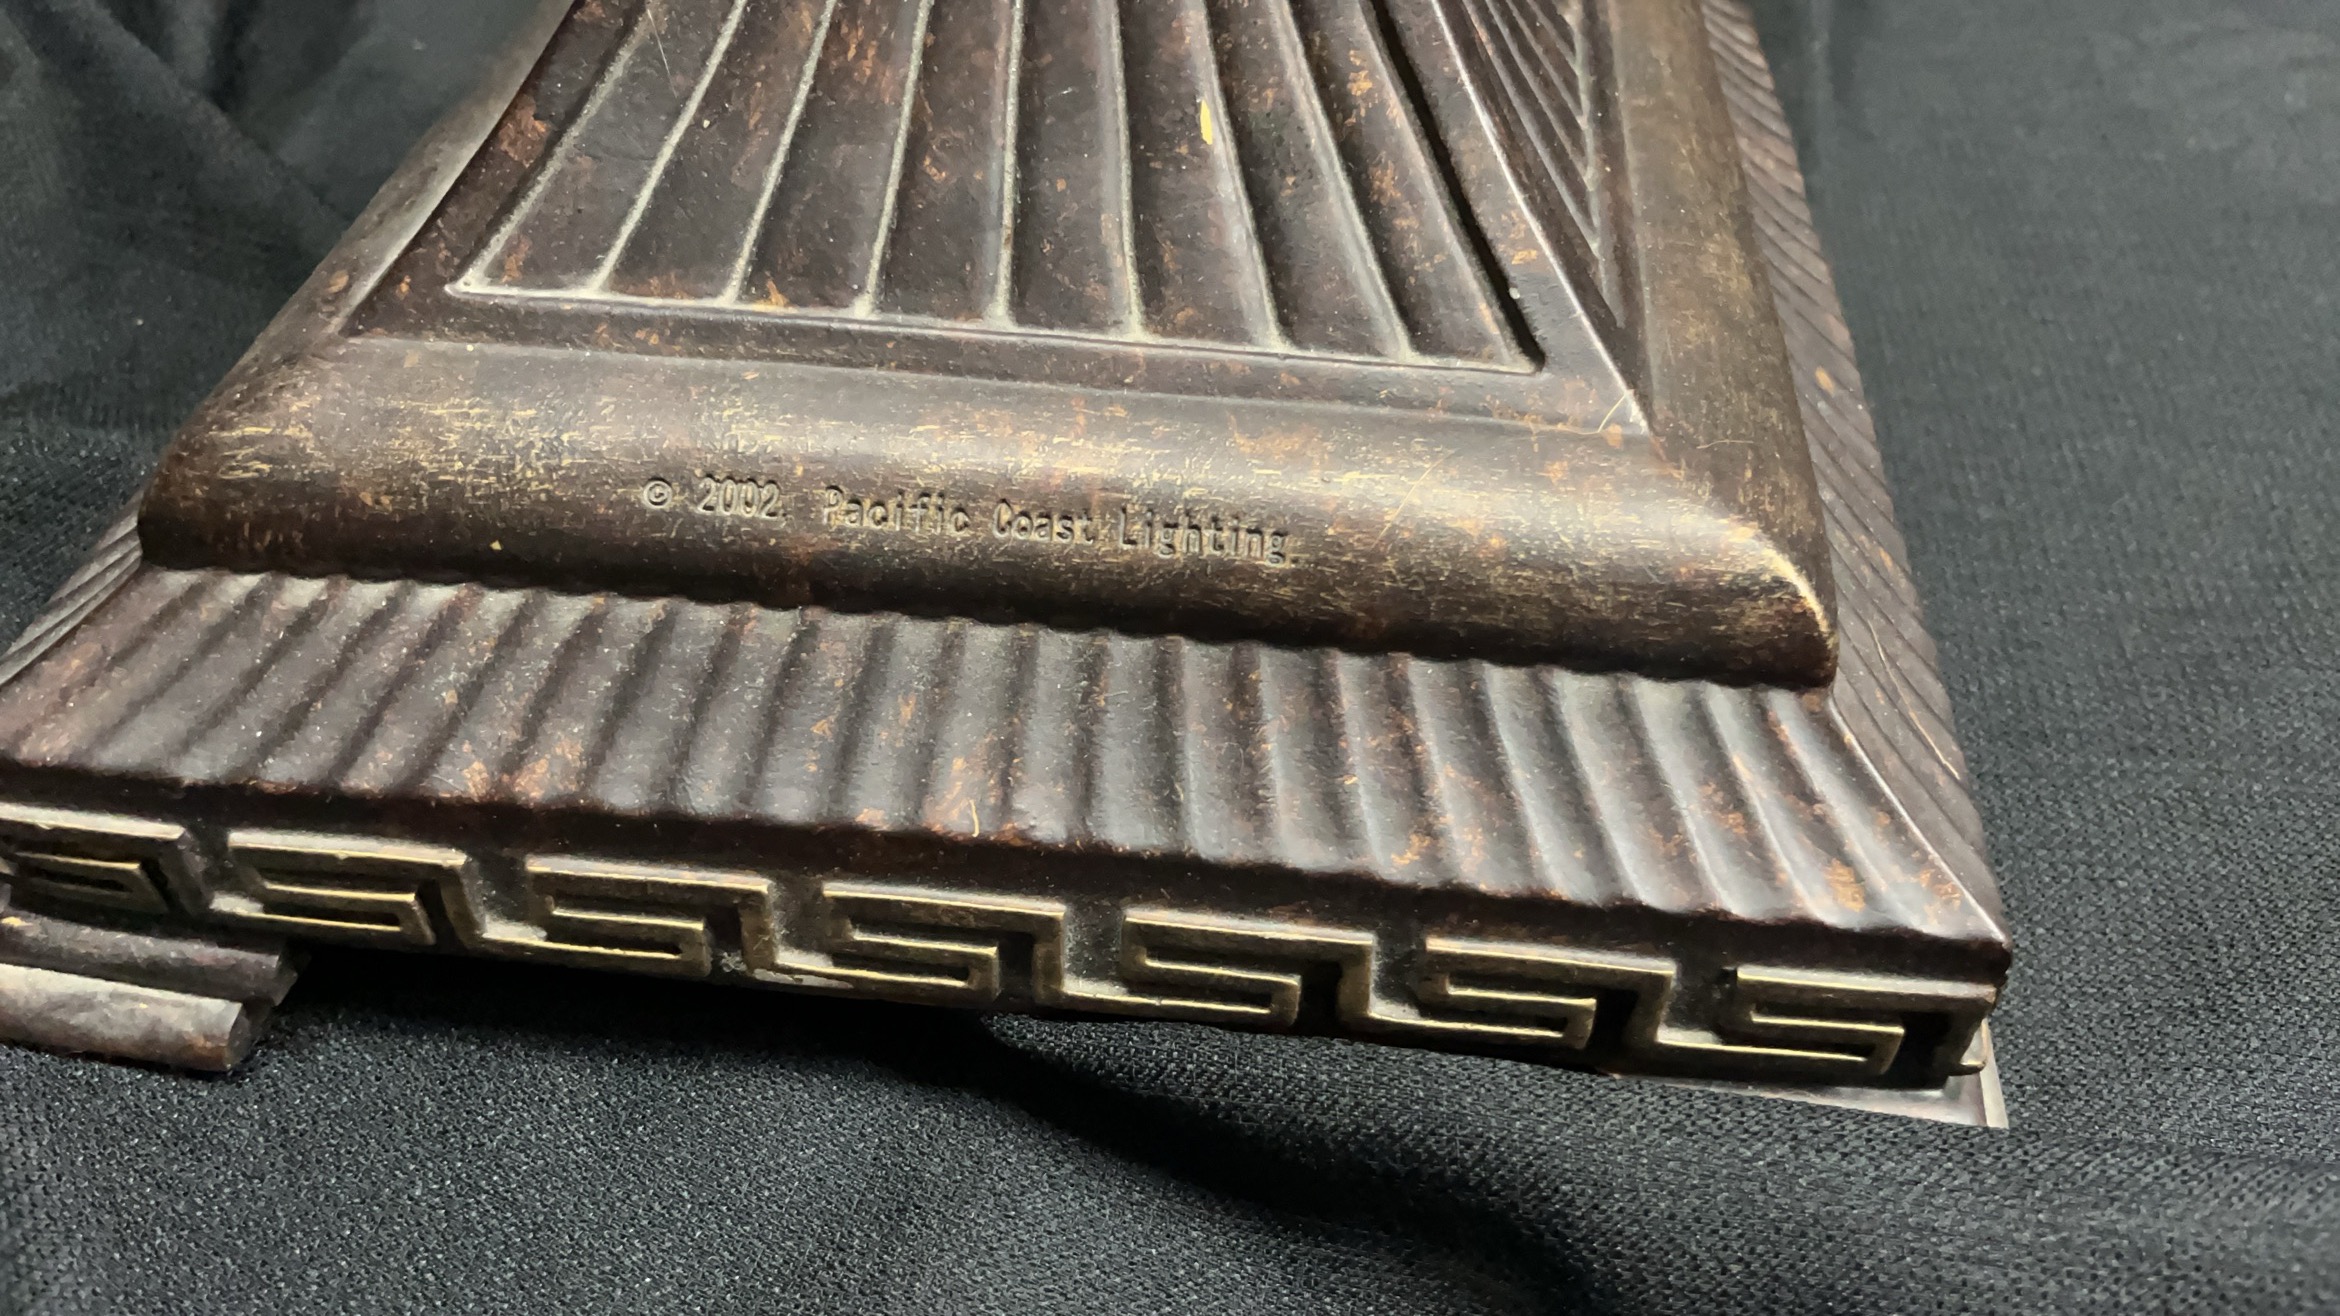 © 2002. Pacific Coast Lighting